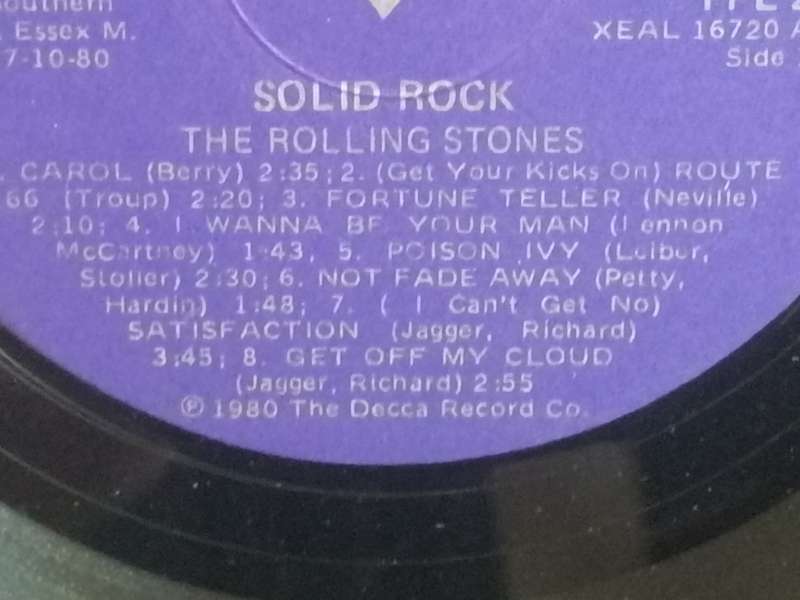 outhern
Essex M.
7-10-80
XEAL 16720 A
Side
SOLID ROCK
THE ROLLING STONES
. CAROL (Berry) 2:35; 2. (Get Your Kicks On) ROUTE
66 (Troup) 2:20; 3. FORTUNE TELLER (Neville)
2:10; 4. I WANNA BE YOUR MAN (Lennon
McCartney) 1:43, 5. POISON IVY (Leiber,
Stoller) 2:30; 6. NOT FADE AWAY (Petty,
Hardin) 1:48; 7. ( I Can't Get No)
SATISFACTION (Jagger, Richard)
3:45; 8. GET OFF MY CLOUD
(Jagger, Richard) 2:55
℗ 1980 The Decca Record Co.